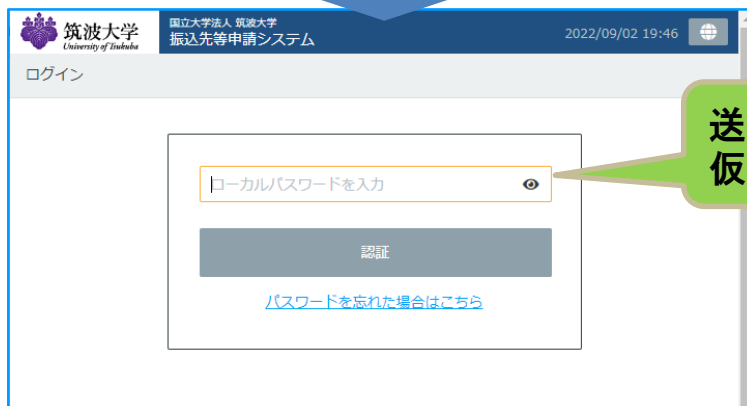 筑波大学
University of Tsukuba
国立大学法人 筑波大学
振込先等申請システム
2022/09/02 19:46
ログイン
送
仮
ローカルパスワードを入力
認証
パスワードを忘れた場合はこちら